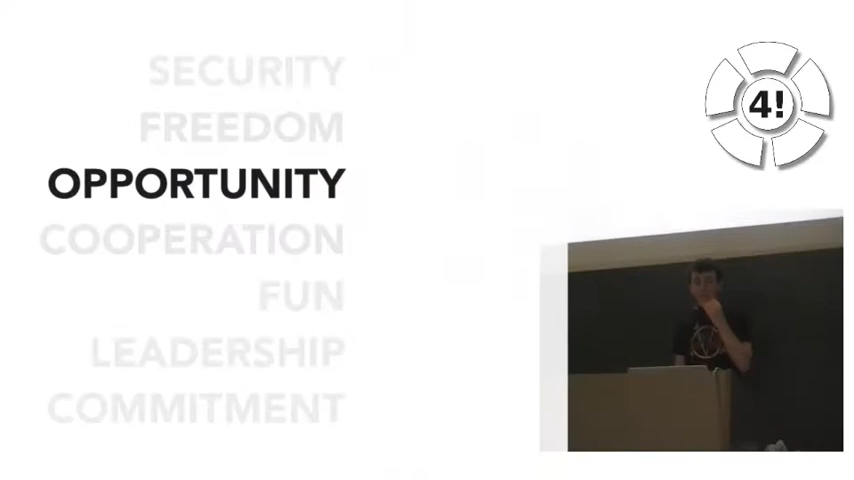 SECURITY
FREEDOM
OPPORTUNITY
COOPERATION
FUN
LEADERSHIP
COMMITMENT
4!